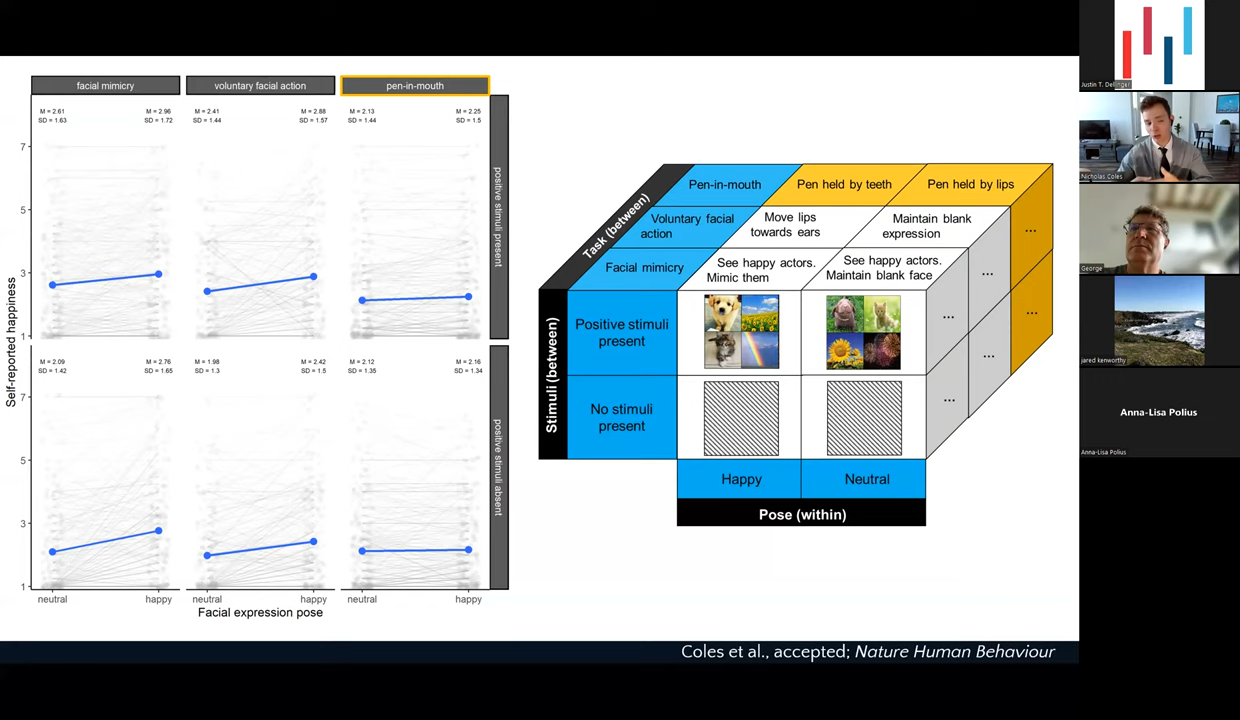 facial mimicry
voluntary facial action
pen-in-mouth
M = 2.61
SD = 1.63
M = 2.96
SD = 1.72
M = 2.41
SD = 1.44
M = 2.88
SD = 1.57
M = 2.13
SD = 1.44
M = 2.25
SD = 1.5
7
5
3
1
positive stimuli present
M = 2.09
SD = 1.42
M = 2.76
SD = 1.65
M = 1.98
SD = 1.3
M = 2.42
SD = 1.5
M = 2.12
SD = 1.35
M = 2.16
SD = 1.34
7
5
3
1
positive stimuli absent
Self-reported happiness
neutral
happy
neutral
happy
neutral
happy
Facial expression pose
Task (between)
Pen-in-mouth
Pen held by teeth
Pen held by lips
Voluntary facial
action
Move lips
towards ears
Maintain blank
expression
Facial mimicry
See happy actors.
Mimic them
See happy actors.
Maintain blank face
...
...
...
...
...
...
Stimuli (between)
Positive stimuli
present
No stimuli
present
Happy
Neutral
Pose (within)
Coles et al., accepted; Nature Human Behaviour
Justin T. Dellinger
Nicholas Coles
George
jared kenworthy
Anna-Lisa Polius
Anna-Lisa Polius